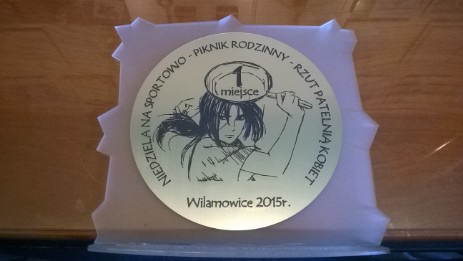 NIEDZIELA NA SPORTOWO - PIKNIK RODZINNY - RZUT PATELNIĄ KOBIET
1
miejsce
Wilamowice 2015r.